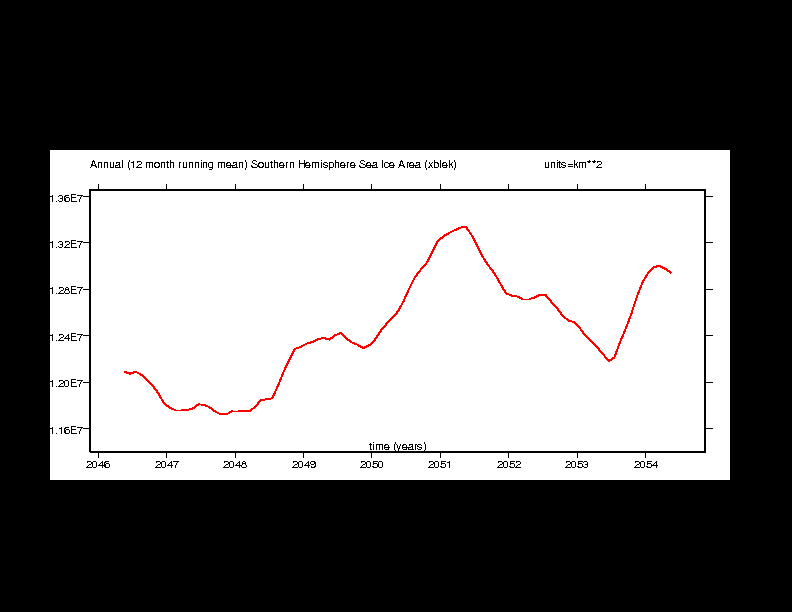 Annual (12 month running mean) Southern Hemisphere Sea Ice Area (xblek) units=km**2
1.36E7
1.32E7
1.28E7
1.24E7
1.20E7
1.16E7
time (years)
2046 2047 2048 2049 2050 2051 2052 2053 2054